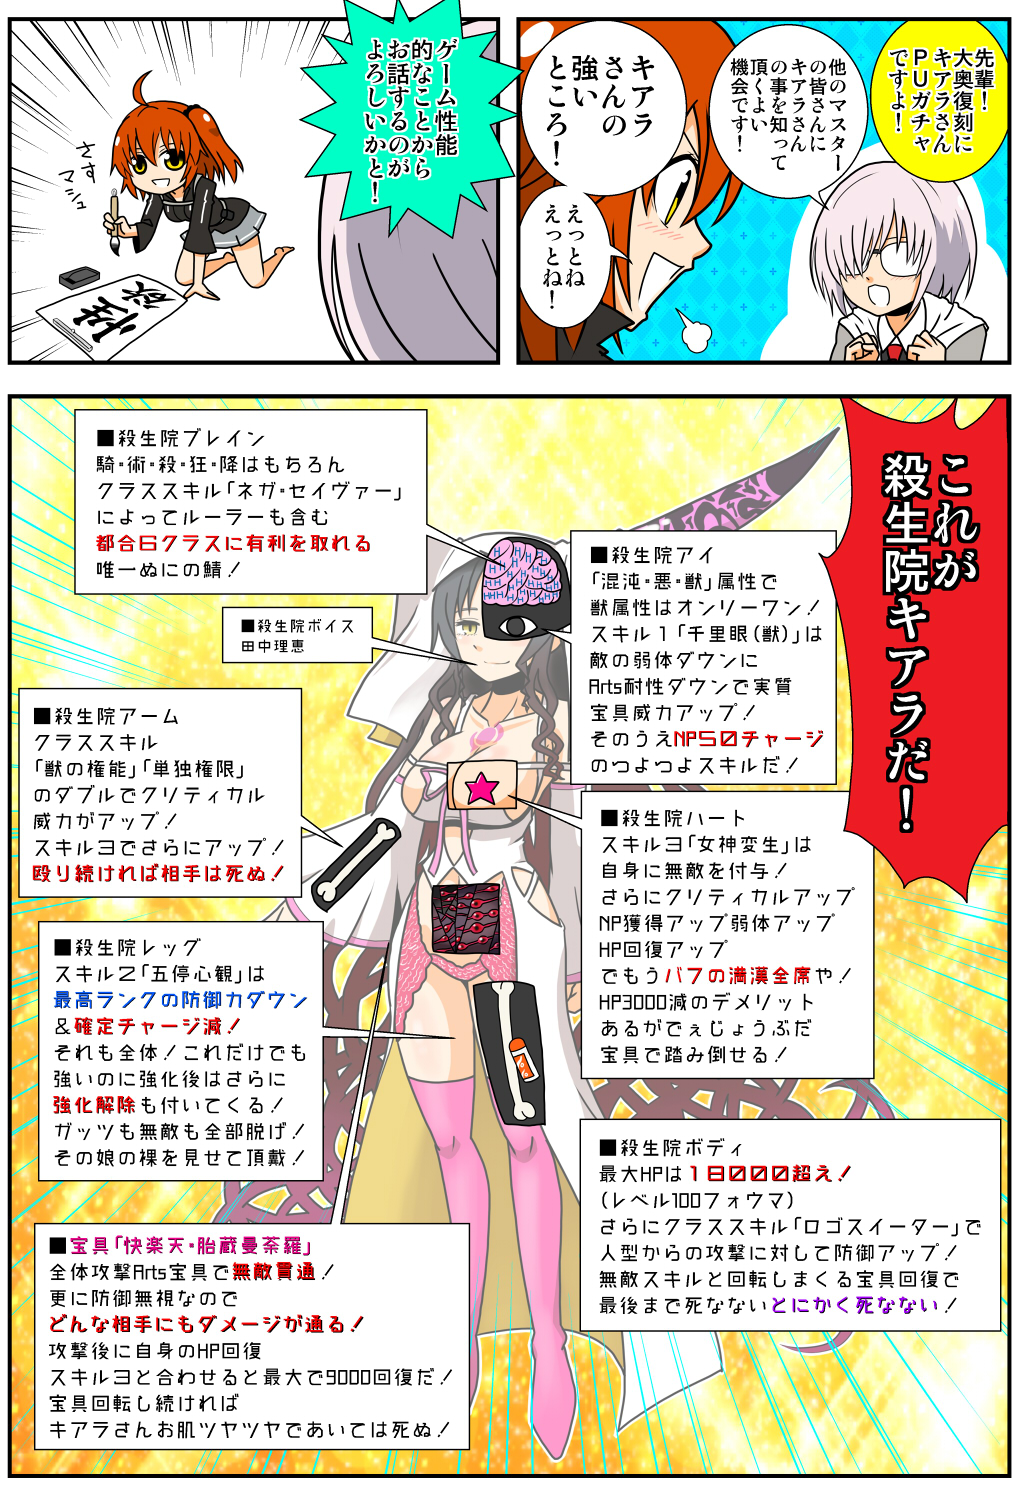 先輩!
大奥復刻に
キアラさん
PUガチャ
ですよ!
他のマスター
の皆さんに
キアラさん
の事を知って
頂くよい
機会です!
キアラ
さんの
強い
ところ!
えっとね
えっとね!
ゲーム性能
的なことから
お話するのが
よろしいかと!
さす
マシュ
これが
殺生院キアラだ!
■殺生院ブレイン
騎・術・殺・狂・降はもちろん
クラススキル「ネガ・セイヴァー」
によってルーラーも含む
都合6クラスに有利を取れる
唯一ぬにの鯖!
■殺生院アイ
「混沌・悪・獣」属性で
獣属性はオンリーワン!
スキル1「千里眼(獣)」は
敵の弱体ダウンに
Arts耐性ダウンで実質
宝具威力アップ!
そのうえNP50チャージ
のつよつよスキルだ!
■殺生院ボイス
田中理恵
■殺生院アーム
クラススキル
「獣の権能」「単独権限」
のダブルでクリティカル
威力がアップ!
スキル3でさらにアップ!
殴り続ければ相手は死ぬ!
■殺生院ハート
スキル3「女神変生」は
自身に無敵を付与!
さらにクリティカルアップ
NP獲得アップ弱体アップ
HP回復アップ
でもうバフの満漢全席や!
HP3000減のデメリット
あるがでぇじょうぶだ
宝具で踏み倒せる!
■殺生院レッグ
スキル2「五停心観」は
最高ランクの防御力ダウン
&確定チャージ減!
それも全体!これだけでも
強いのに強化後はさらに
強化解除も付いてくる!
ガッツも無敵も全部脱げ!
その娘の裸を見せて頂戴!
■殺生院ボディ
最大HPは18000超え!
(レベル100フォウマ)
さらにクラススキル「ロゴスイーター」で
人型からの攻撃に対して防御アップ!
無敵スキルと回転しまくる宝具回復で
最後まで死なないとにかく死なない!
■宝具「快楽天・胎蔵曼荼羅」
全体攻撃Arts宝具で無敵貫通!
更に防御無視なので
どんな相手にもダメージが通る!
攻撃後に自身のHP回復
スキル3と合わせると最大で9000回復だ!
宝具回転し続ければ
キアラさんお肌ツヤツヤであいては死ぬ!